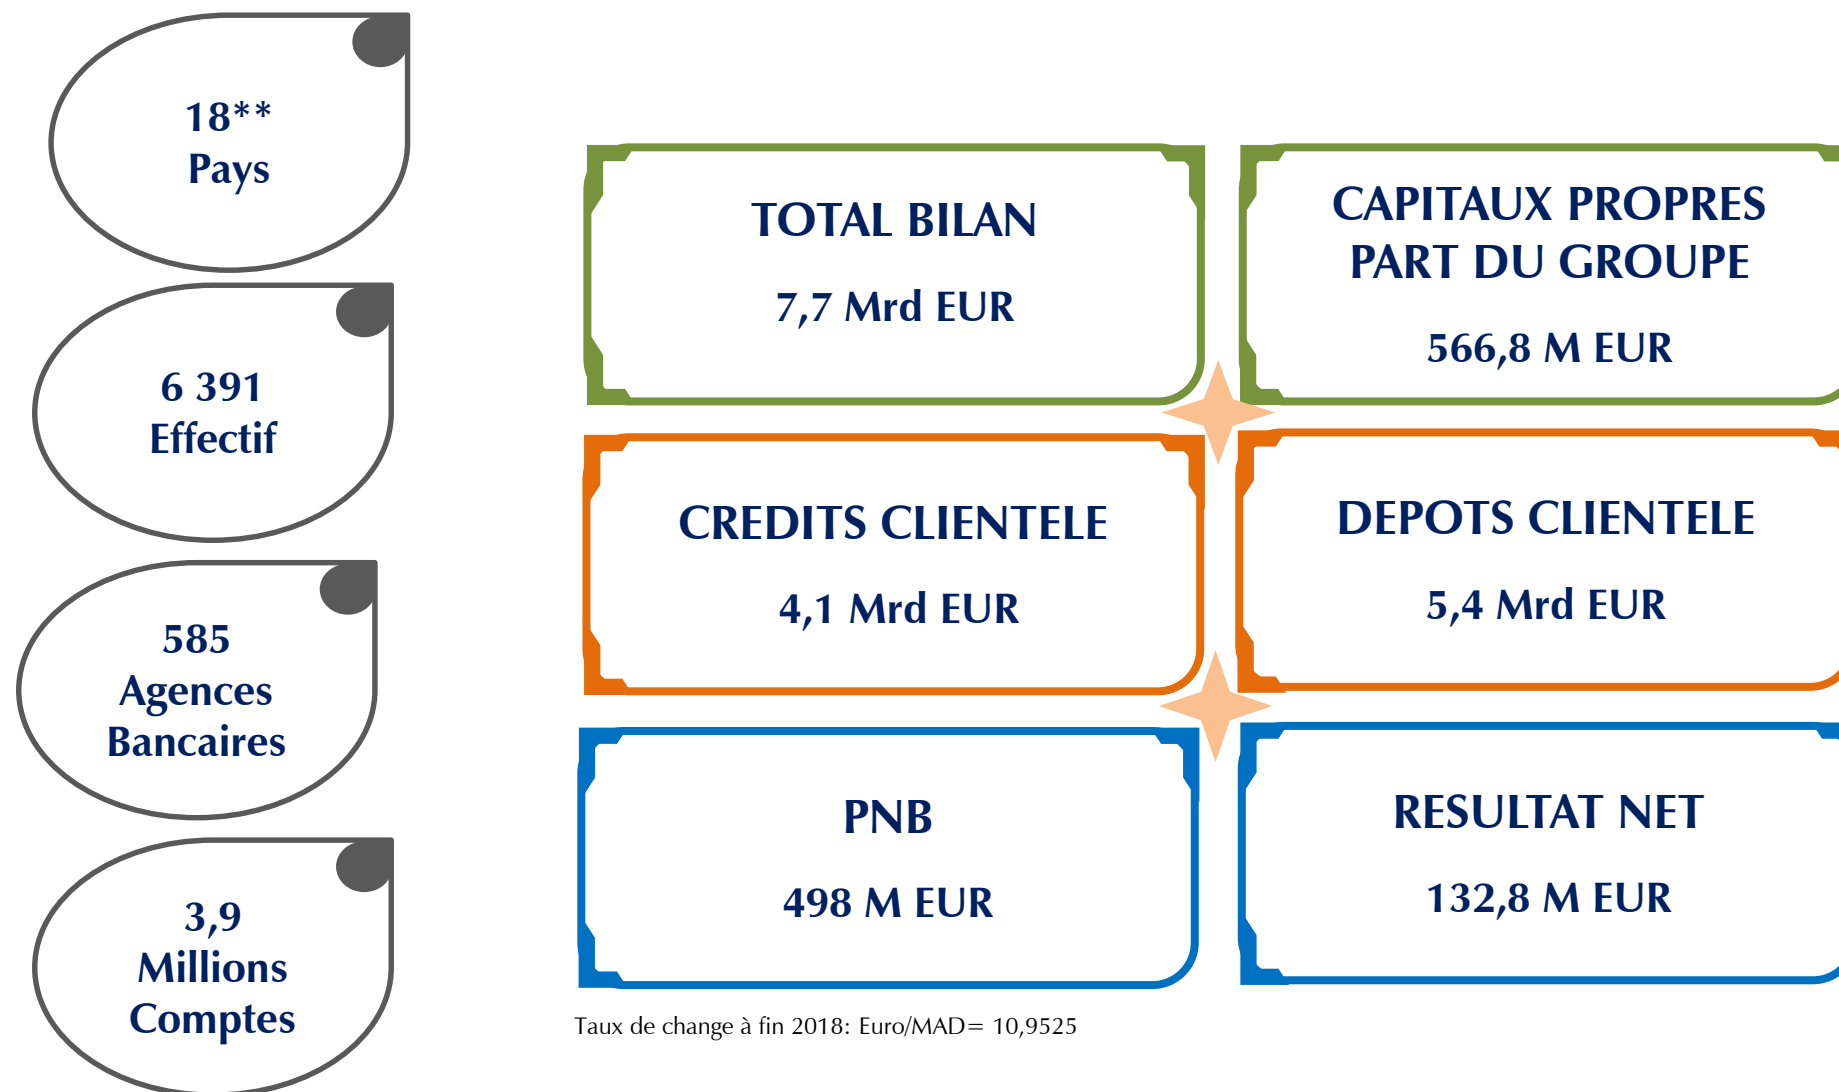 18**
Pays
6 391
Effectif
585
Agences
Bancaires
3,9
Millions
Comptes
TOTAL BILAN
7,7 Mrd EUR
CAPITAUX PROPRES
PART DU GROUPE
566,8 M EUR
CREDITS CLIENTELE
4,1 Mrd EUR
DEPOTS CLIENTELE
5,4 Mrd EUR
PNB
498 M EUR
RESULTAT NET
132,8 M EUR
Taux de change à fin 2018: Euro/MAD= 10,9525